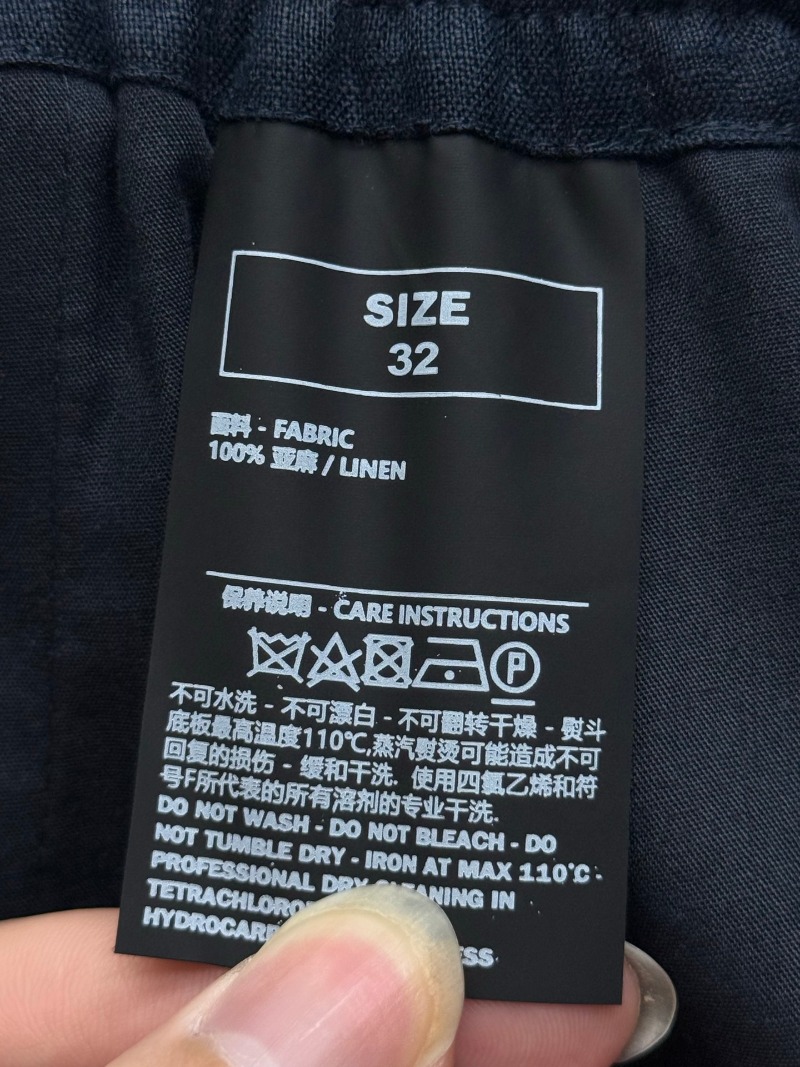 SIZE
32
面料 - FABRIC
100% 亚麻 / LINEN
保养说明 - CARE INSTRUCTIONS
P
不可水洗 - 不可漂白 - 不可翻转干燥 - 熨斗
底板最高温度110℃,蒸汽熨烫可能造成不可
回复的损伤 - 缓和干洗. 使用四氯乙烯和符
号F所代表的所有溶剂的专业干洗.
DO NOT WASH - DO NOT BLEACH - DO
NOT TUMBLE DRY - IRON AT MAX 110℃ -
PROFESSIONAL DRY CLEANING IN